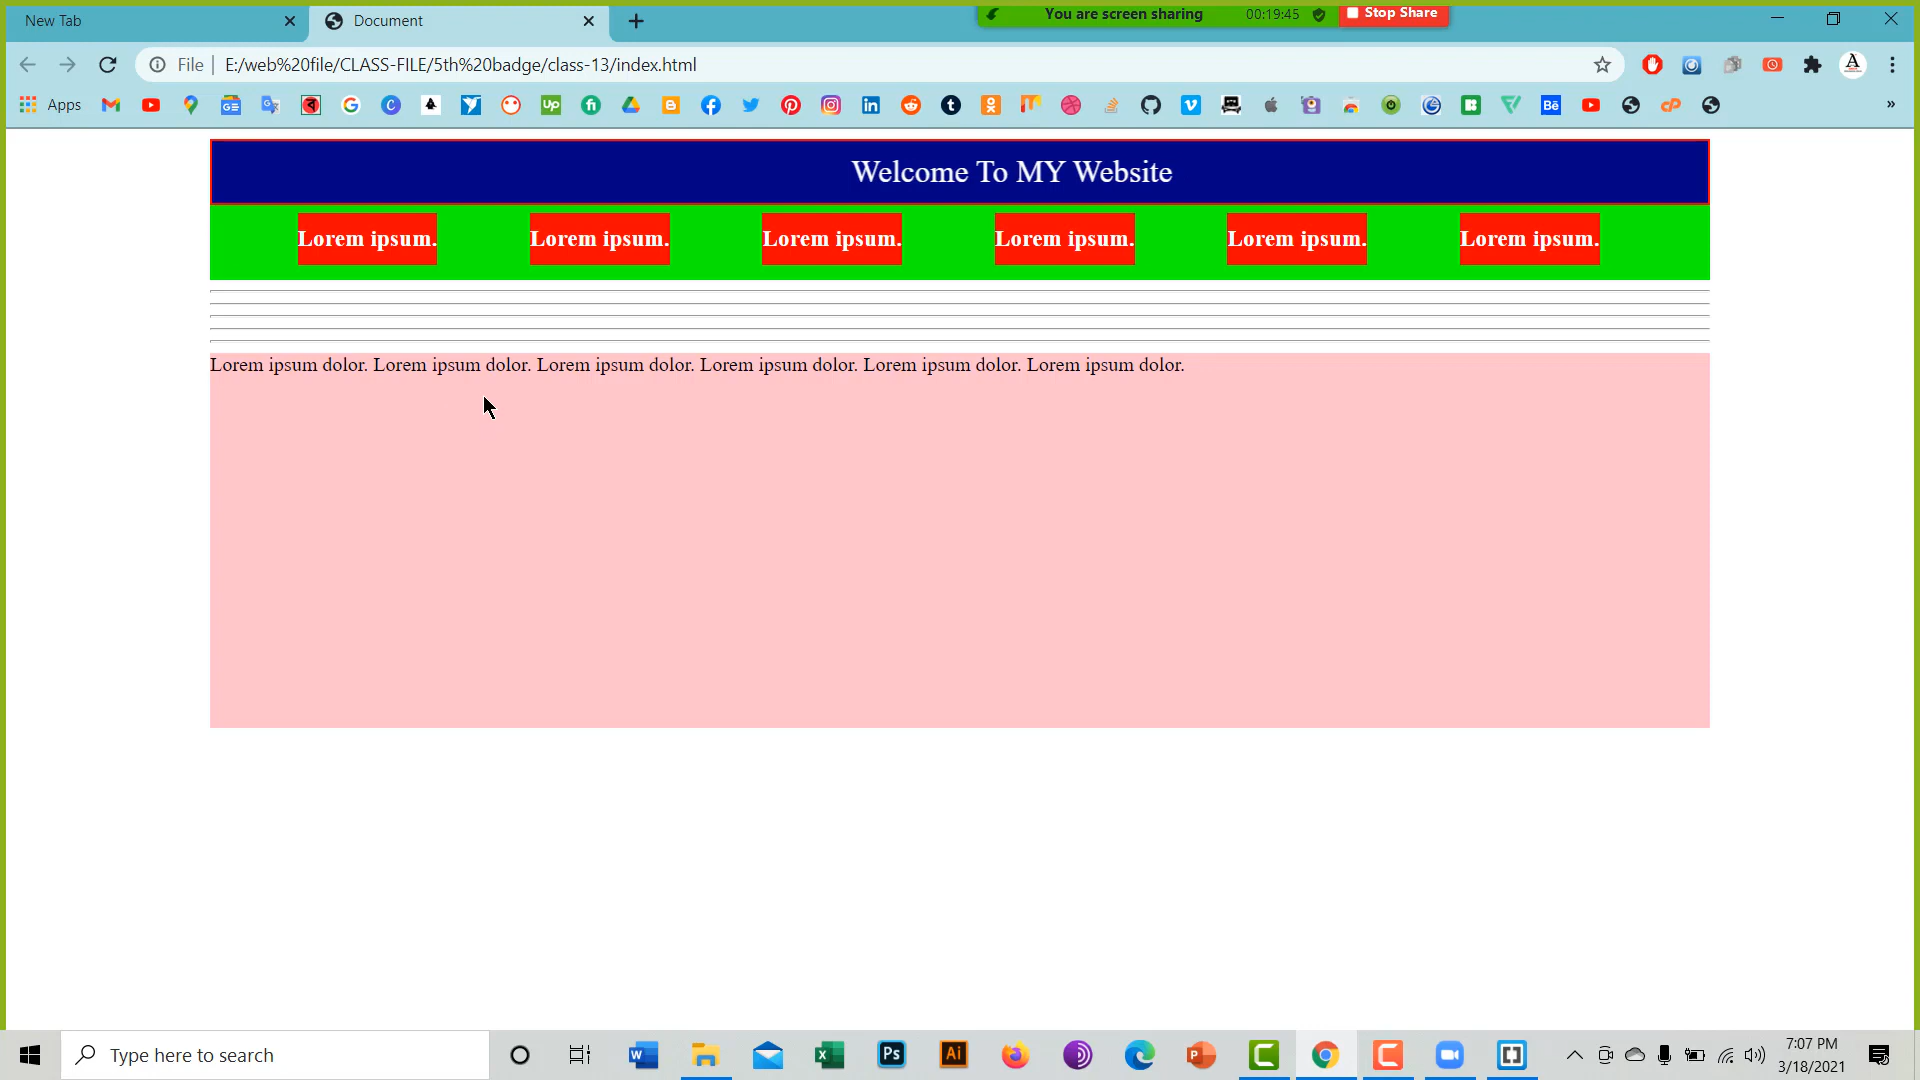 New Tab
Document
You are screen sharing 00:19:45 Stop Share
File E:/web%20file/CLASS-FILE/5th%20badge/class-13/index.html
Apps
Welcome To MY Website
Lorem ipsum. Lorem ipsum. Lorem ipsum. Lorem ipsum. Lorem ipsum. Lorem ipsum.
Lorem ipsum dolor. Lorem ipsum dolor. Lorem ipsum dolor. Lorem ipsum dolor. Lorem ipsum dolor. Lorem ipsum dolor.
Type here to search
7:07 PM
3/18/2021